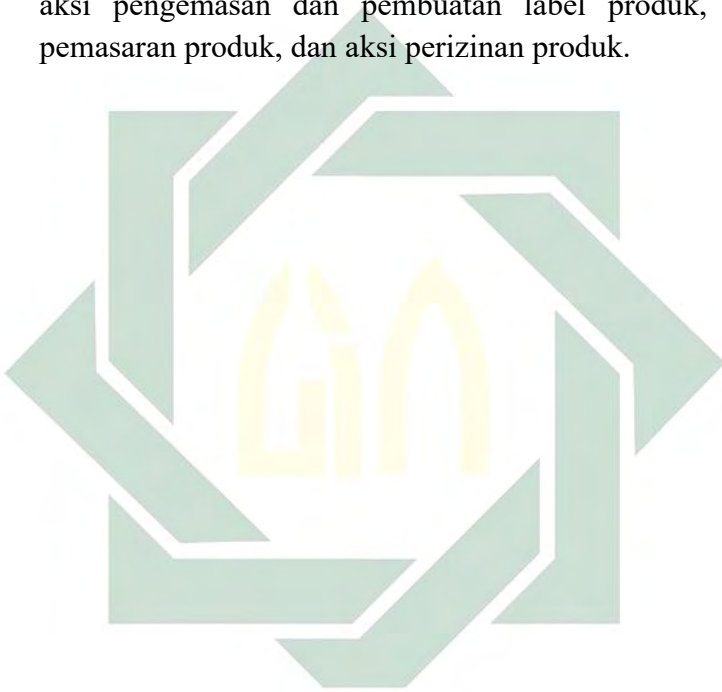 aksi pengemasan dan pembuatan label produk,
pemasaran produk, dan aksi perizinan produk.